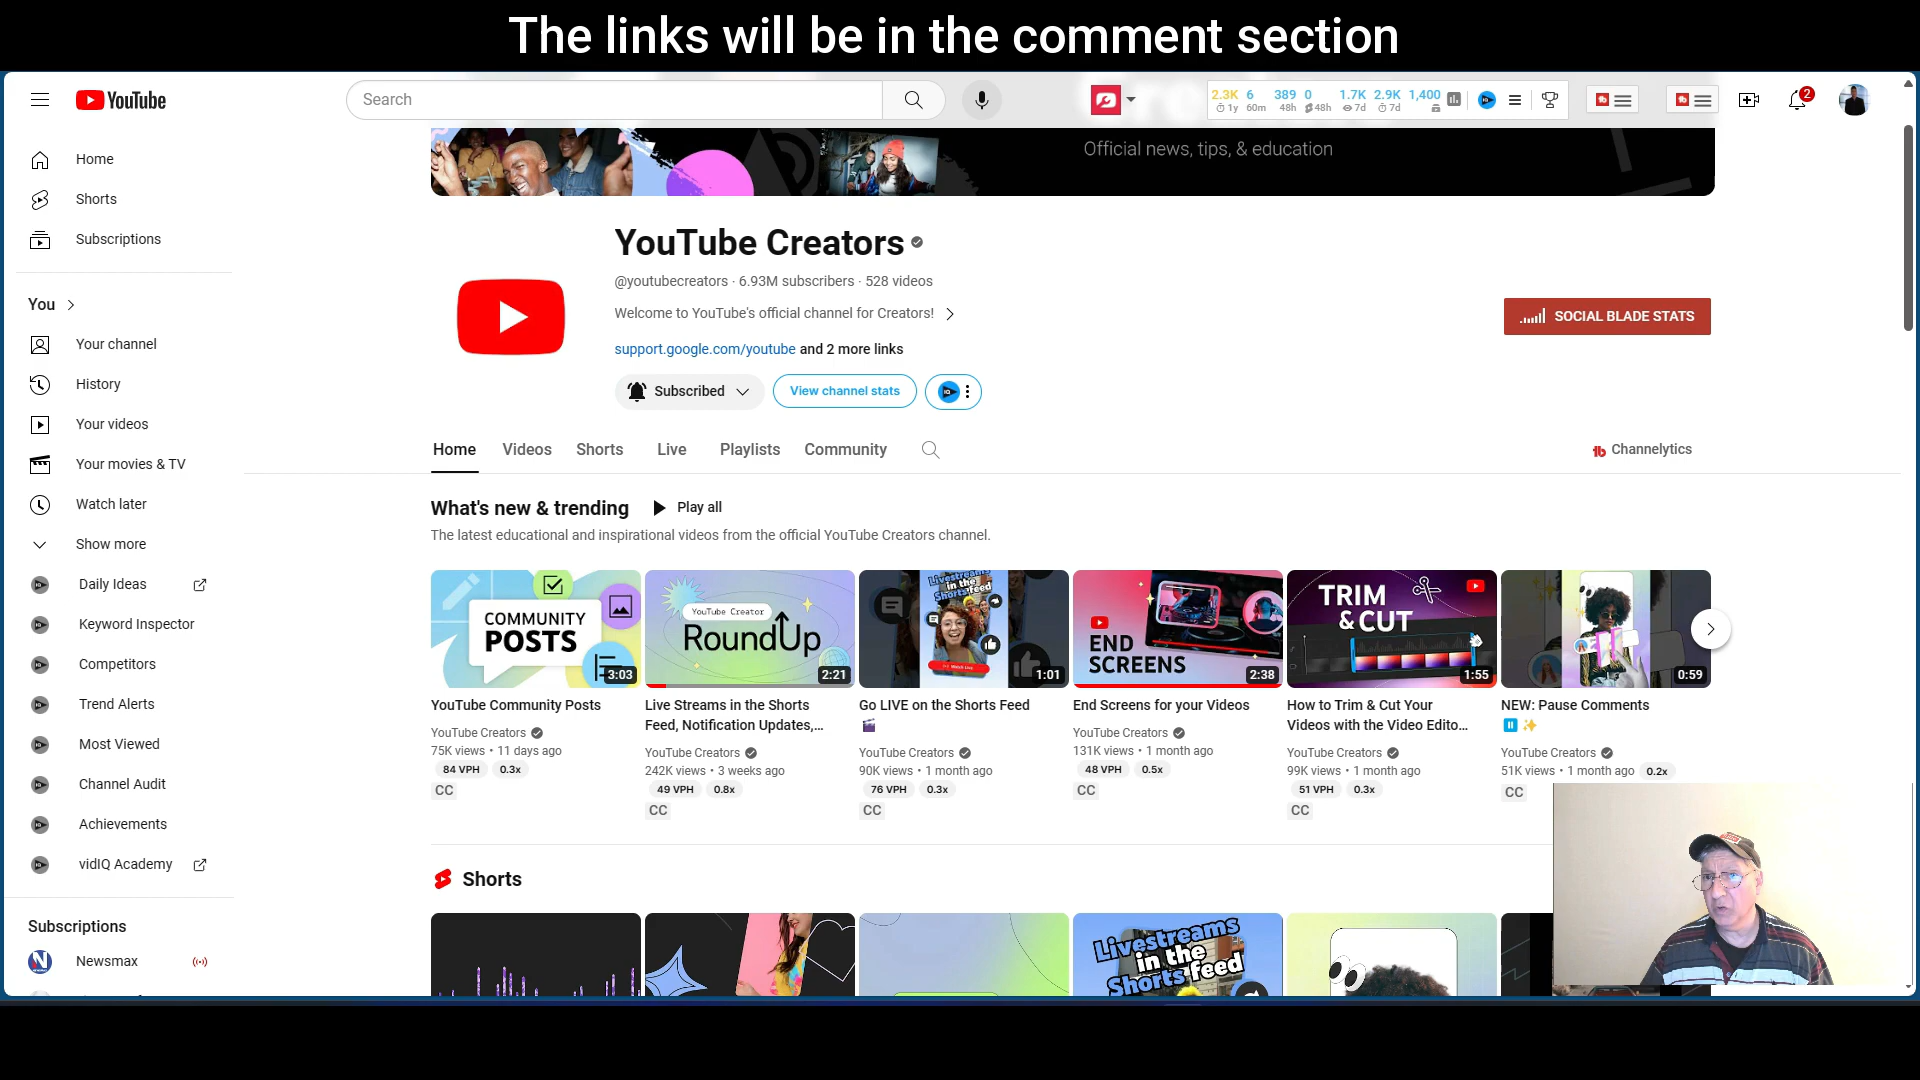 The links will be in the comment section
YouTube
Search
2.3K 6 389 0 1.7K 2.9K 1,400
1y 60m 48h 48h 7d 7d
2
Official news, tips, & education
Home
Shorts
Subscriptions
You
Your channel
History
Your videos
Your movies & TV
Watch later
Show more
Daily Ideas
Keyword Inspector
Competitors
Trend Alerts
Most Viewed
Channel Audit
Achievements
vidIQ Academy
Subscriptions
Newsmax
YouTube Creators
@youtubecreators · 6.93M subscribers · 528 videos
Welcome to YouTube's official channel for Creators!
support.google.com/youtube and 2 more links
SOCIAL BLADE STATS
Subscribed
View channel stats
Home Videos Shorts Live Playlists Community
Channelytics
What's new & trending
Play all
The latest educational and inspirational videos from the official YouTube Creators channel.
COMMUNITY
POSTS
3:03
YouTube Community Posts
YouTube Creators
75K views • 11 days ago
84 VPH 0.3x
CC
YouTube Creator
RoundUp
2:21
Live Streams in the Shorts
Feed, Notification Updates,...
YouTube Creators
242K views • 3 weeks ago
49 VPH 0.8x
CC
Livestreams
in the
Shorts feed
1:01
Go LIVE on the Shorts Feed
YouTube Creators
90K views • 1 month ago
76 VPH 0.3x
CC
END
SCREENS
2:38
End Screens for your Videos
YouTube Creators
131K views • 1 month ago
48 VPH 0.5x
CC
TRIM
& CUT
1:55
How to Trim & Cut Your
Videos with the Video Edito...
YouTube Creators
99K views • 1 month ago
51 VPH 0.3x
CC
0:59
NEW: Pause Comments
YouTube Creators
51K views • 1 month ago 0.2x
CC
Shorts
Livestreams
in the
Shorts feed